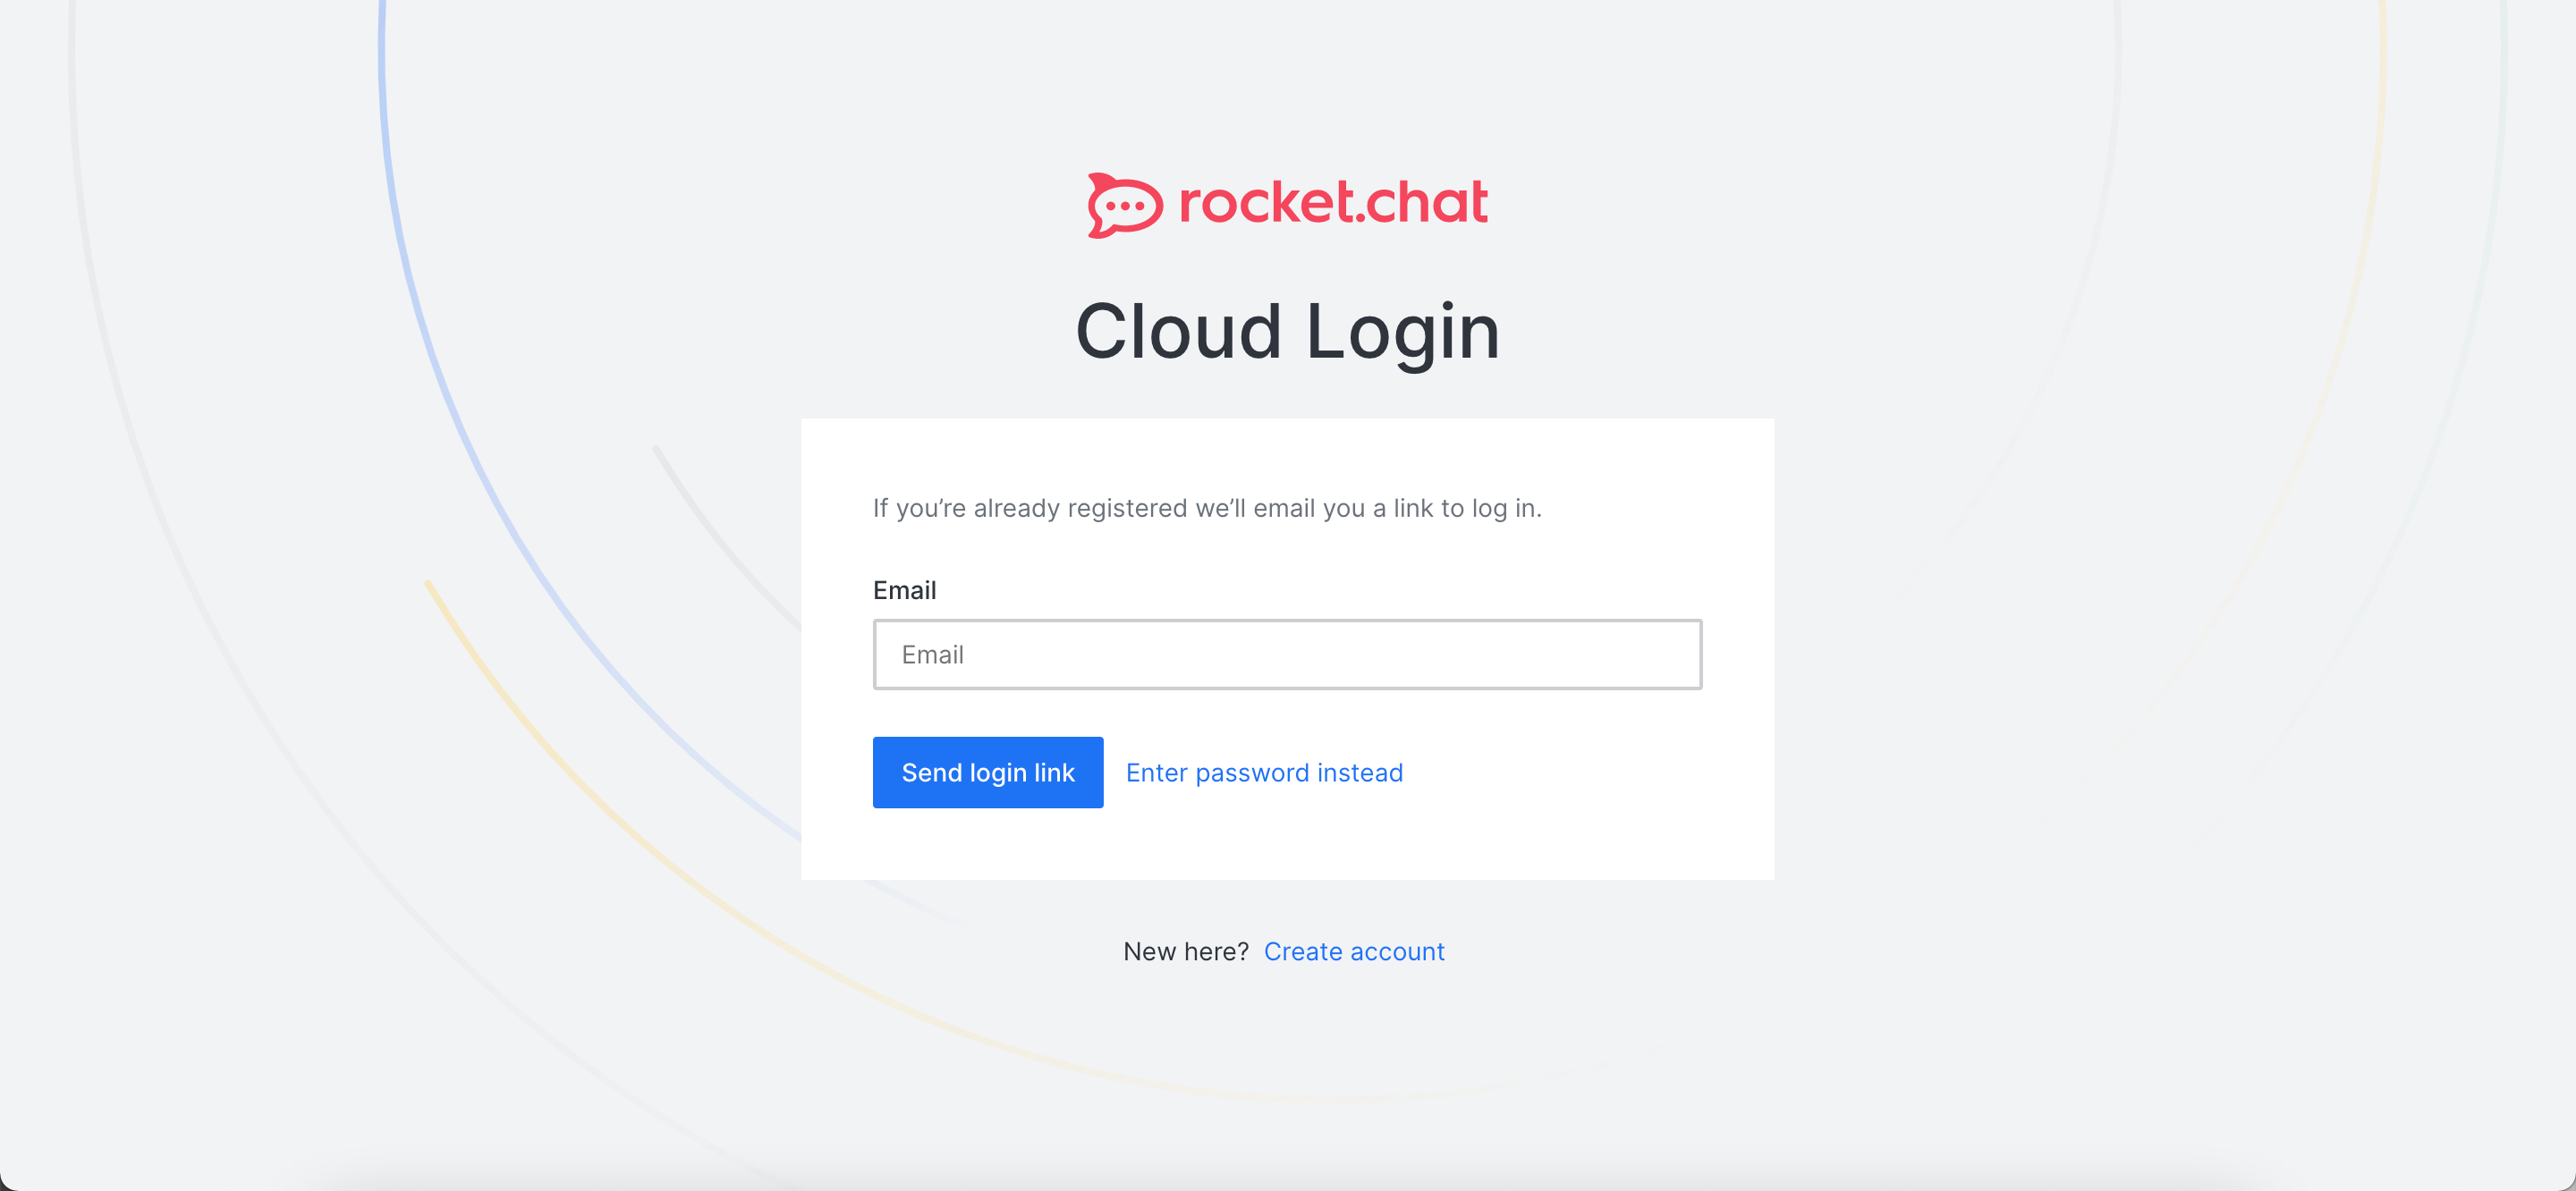 rocket.chat
Cloud Login
If you’re already registered we’ll email you a link to log in.
Email
Email
Send login link Enter password instead
New here? Create account